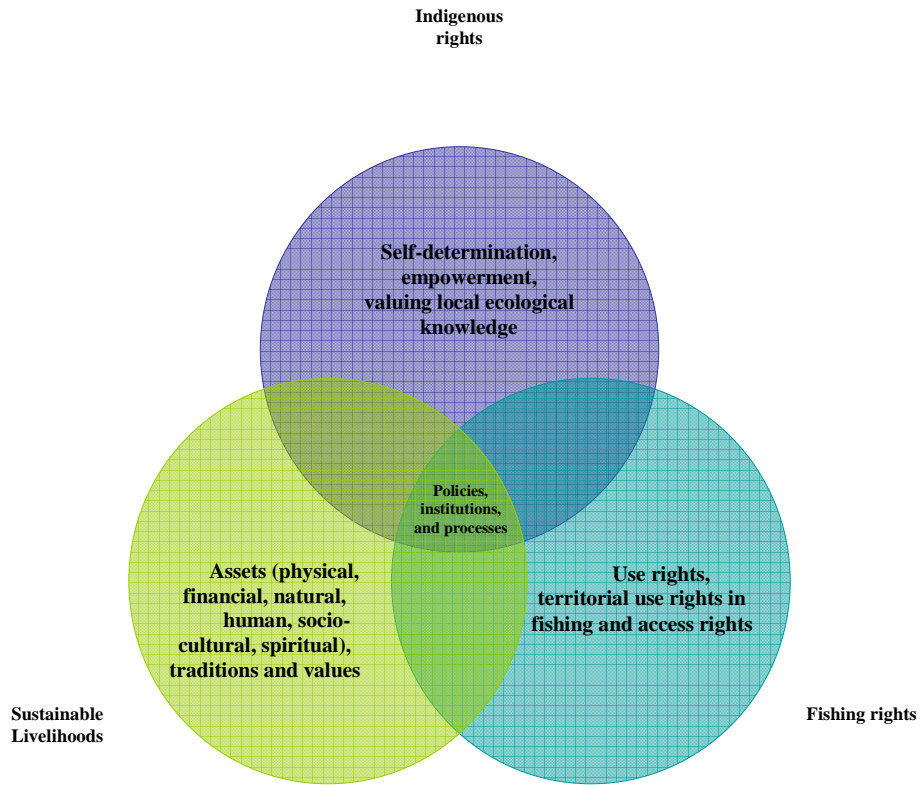 Indigenous
rights
Self-determination,
empowerment,
valuing local ecological
knowledge
Policies,
institutions,
and processes
Assets (physical,
financial, natural,
human, socio-
cultural, spiritual),
traditions and values
Use rights,
territorial use rights in
fishing and access rights
Sustainable
Livelihoods
Fishing rights